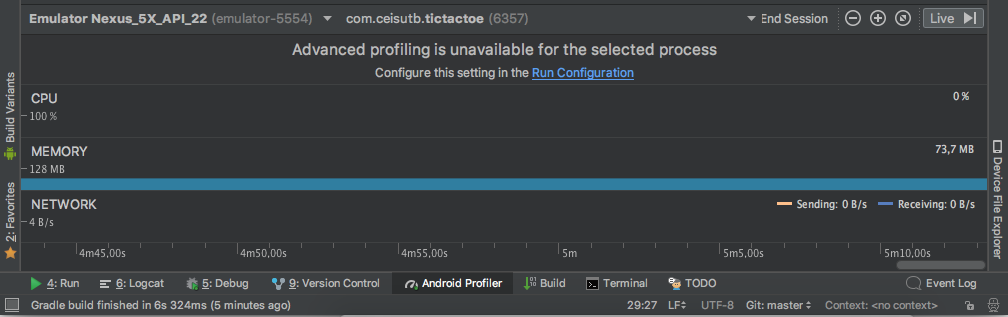 Emulator Nexus_5X_API_22 (emulator-5554) com.ceisutb.tictactoe (6357) End Session Live
Advanced profiling is unavailable for the selected process
Configure this setting in the Run Configuration
CPU 0 %
100 %
MEMORY 73,7 MB
128 MB
NETWORK Sending: 0 B/s Receiving: 0 B/s
4 B/s
4m45,00s 4m50,00s 4m55,00s 5m 5m5,00s 5m10,00s
Build Variants
2: Favorites
Device File Explorer
4: Run 6: Logcat 5: Debug 9: Version Control Android Profiler Build Terminal TODO Event Log
Gradle build finished in 6s 324ms (5 minutes ago) 29:27 LF UTF-8 Git: master Context: <no context>